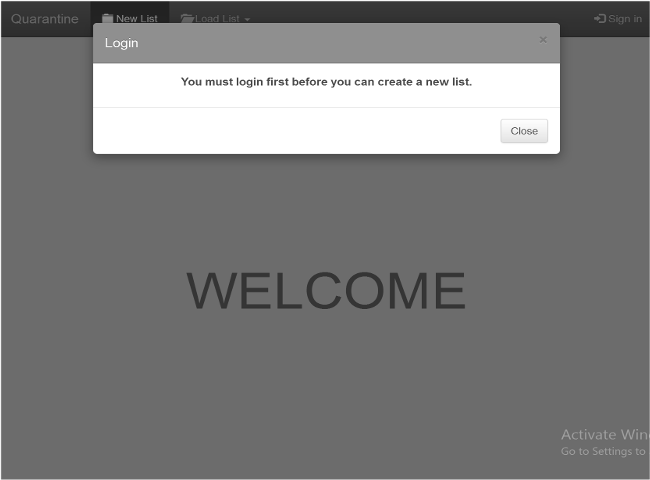 Quarantine New List Load List Sign in
Login ×
You must login first before you can create a new list.
Close
WELCOME
Activate Win
Go to Settings to